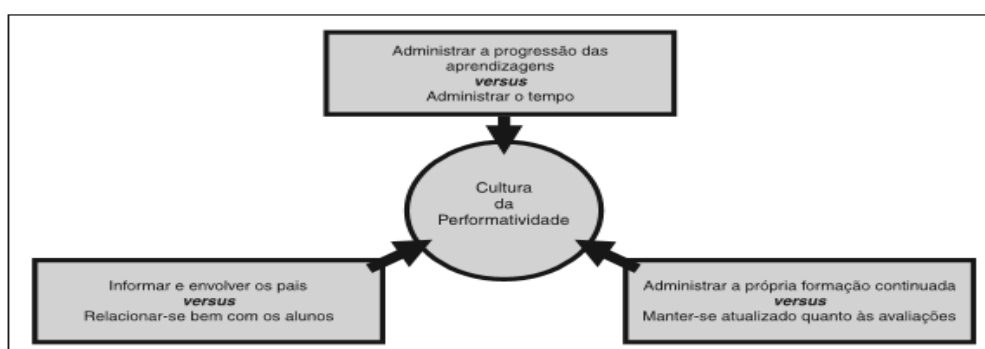 Administrar a progressão das
aprendizagens
versus
Administrar o tempo
Cultura
da
Performatividade
Informar e envolver os pais
versus
Relacionar-se bem com os alunos
Administrar a própria formação continuada
versus
Manter-se atualizado quanto às avaliações